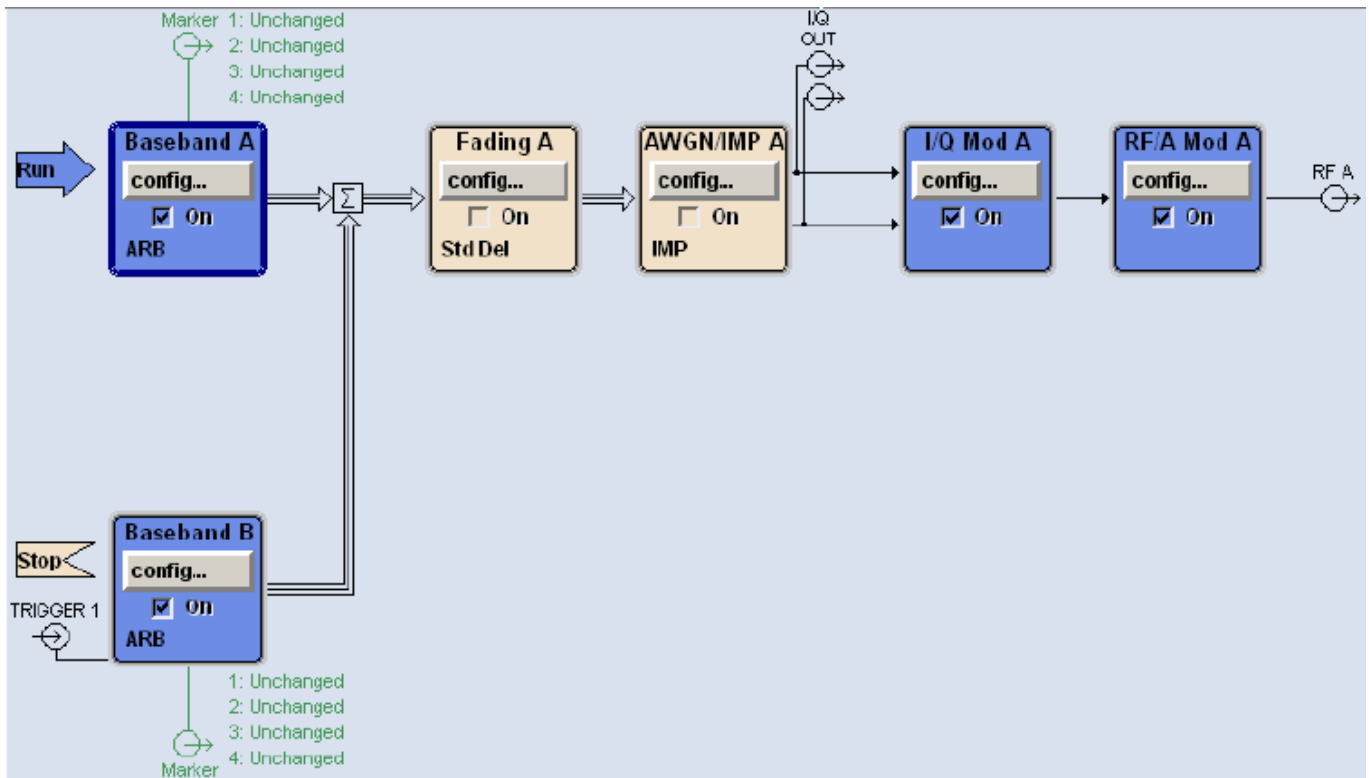 Marker 1: Unchanged
2: Unchanged
3: Unchanged
4: Unchanged
I/Q
OUT
Run
Baseband A
config...
On
ARB
Σ
Fading A
config...
On
Std Del
AWGN/IMP A
config...
On
IMP
I/Q Mod A
config...
On
RF/A Mod A
config...
On
RF A
Stop
TRIGGER 1
Baseband B
config...
On
ARB
1: Unchanged
2: Unchanged
3: Unchanged
Marker 4: Unchanged